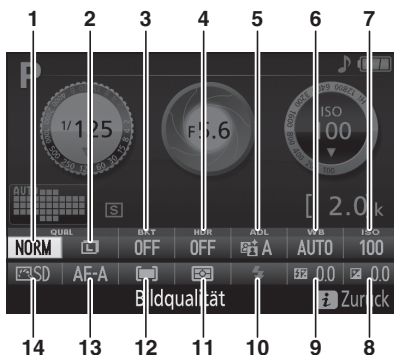 1 2 3 4 5 6 7
P
1/125
F5.6
ISO
100
AUTO
S
[ 2.0]k
QUAL BKT HDR ADL WB ISO
NORM OFF OFF A AUTO 100
SD AF-A 0.0 0.0
Bildqualität i Zurück
14 13 12 11 10 9 8